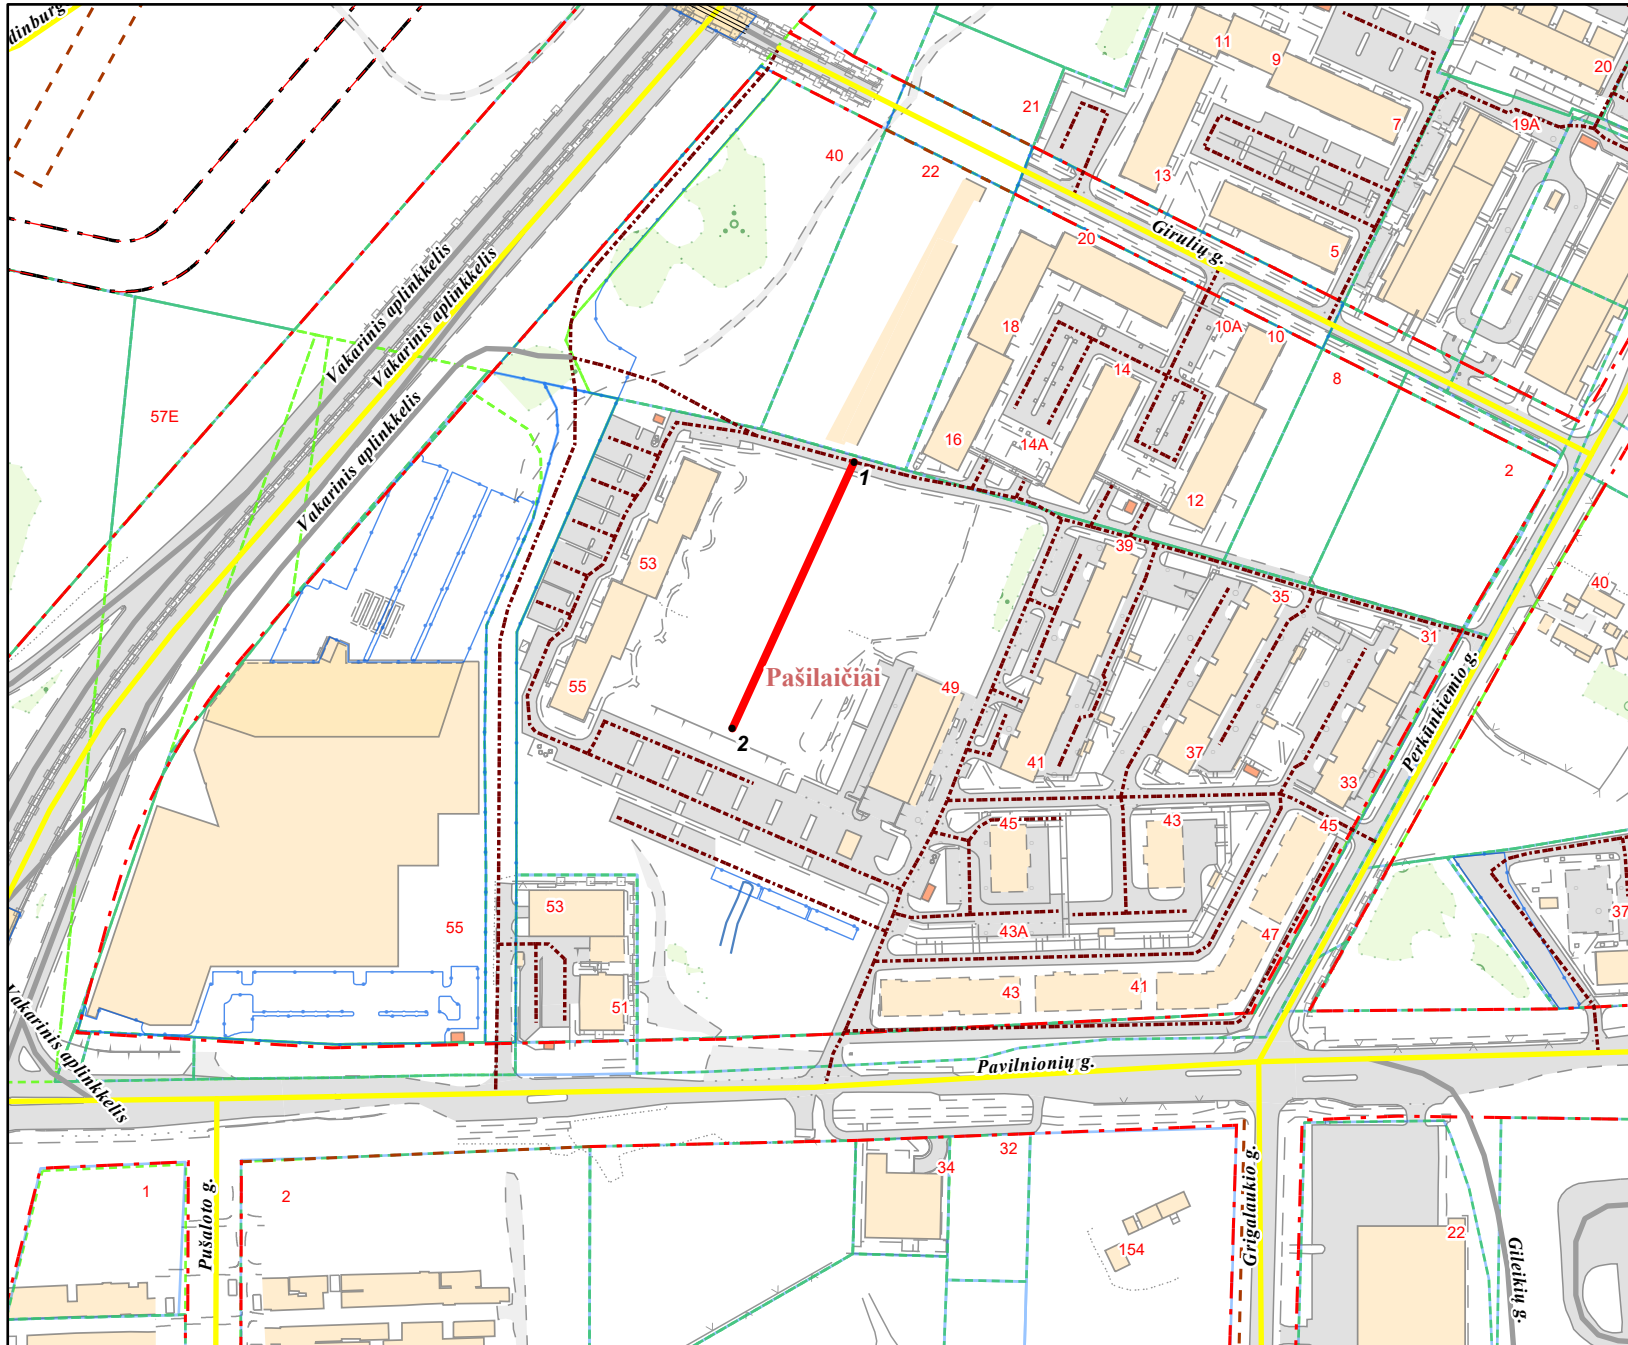 11
9
20
21
7
19A
40
22
13
Girulių g.
5
20
Vakarinis aplinkkelis
Vakarinis aplinkkelis
18
10A
10
14
8
57E
Vakarinis aplinkkelis
16
14A
2
1
12
39
53
35
40
31
Pašilaičiai
55
49
Perkūnkiemio g.
2
41
37
33
45
43
45
53
55
43A
47
37
43
41
51
Vakarinis aplinkkelis
Pavilnionių g.
32
34
1
2
Pušaloto g.
Grigalaukio g.
154
22
Gileikių g.